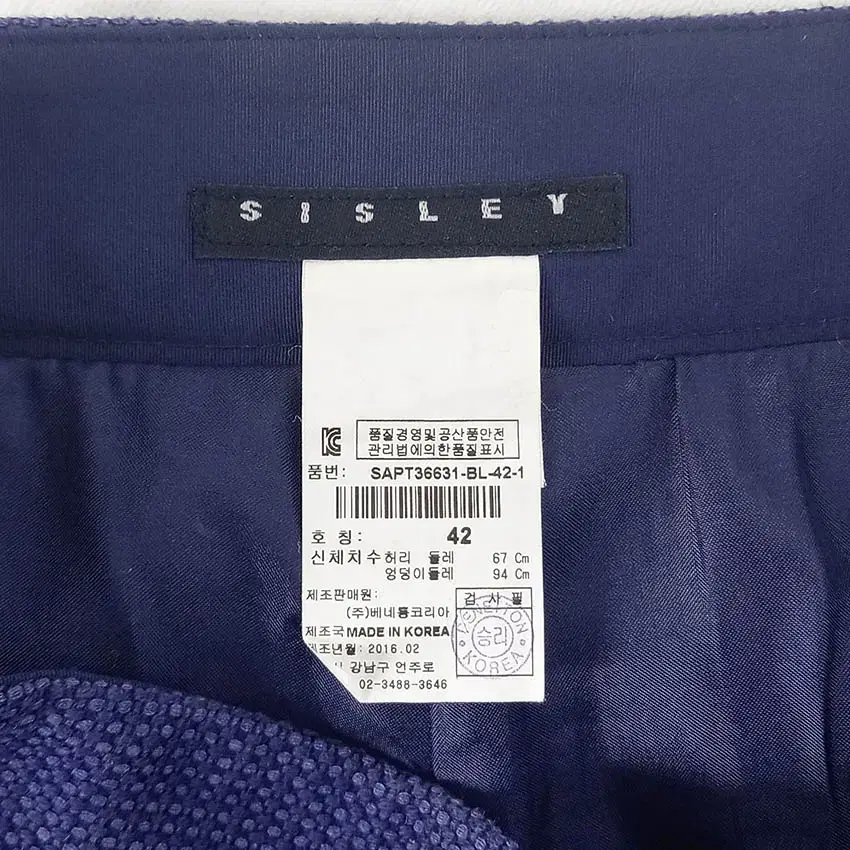 SISLEY
품질경영및공산품안전
관리법에의한품질표시
품번: SAPT36631-BL-42-1
호 칭: 42
신체치수 허리 둘레 67 Cm
엉덩이둘레 94 Cm
제조판매원:
(주)베네통코리아
검 사 필
BENETTON
승리
KOREA
제조국 MADE IN KOREA
제조년월: 2016.02
강남구 언주로
02-3488-3646